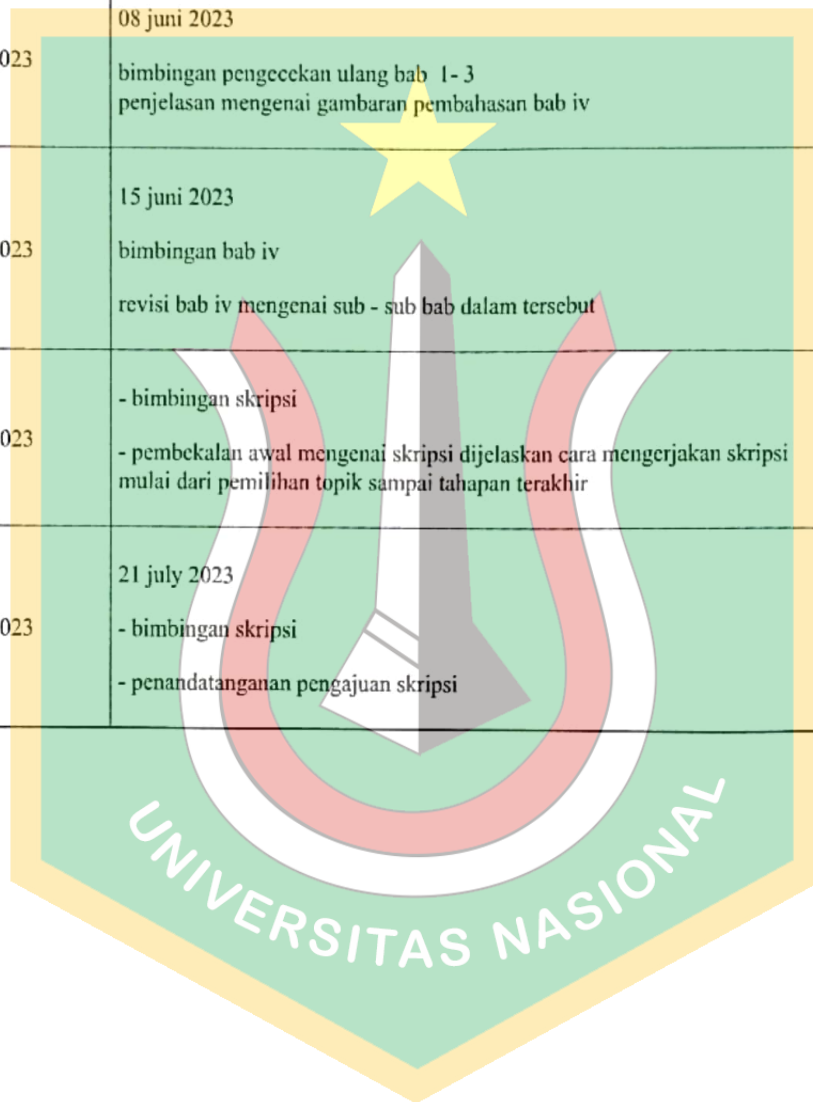 08 juni 2023
023
bimbingan pengecekan ulang bab 1- 3
penjelasan mengenai gambaran pembahasan bab iv
15 juni 2023
023
bimbingan bab iv
revisi bab iv mengenai sub - sub bab dalam tersebut
- bimbingan skripsi
023
- pembekalan awal mengenai skripsi dijelaskan cara mengerjakan skripsi
mulai dari pemilihan topik sampai tahapan terakhir
21 july 2023
023
- bimbingan skripsi
- penandatanganan pengajuan skripsi
UNIVERSITAS NASIONAL